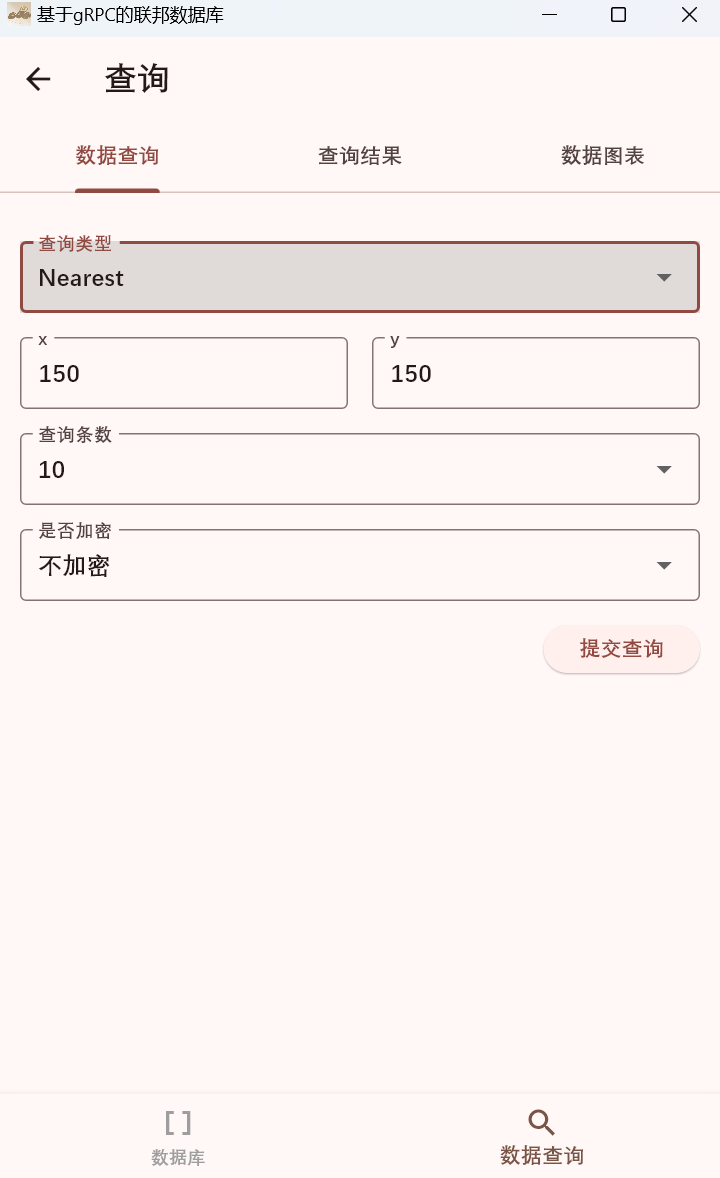 基于gRPC的联邦数据库
查询
数据查询 查询结果 数据图表
查询类型
Nearest
x y
150 150
查询条数
10
是否加密
不加密
提交查询
数据库 数据查询